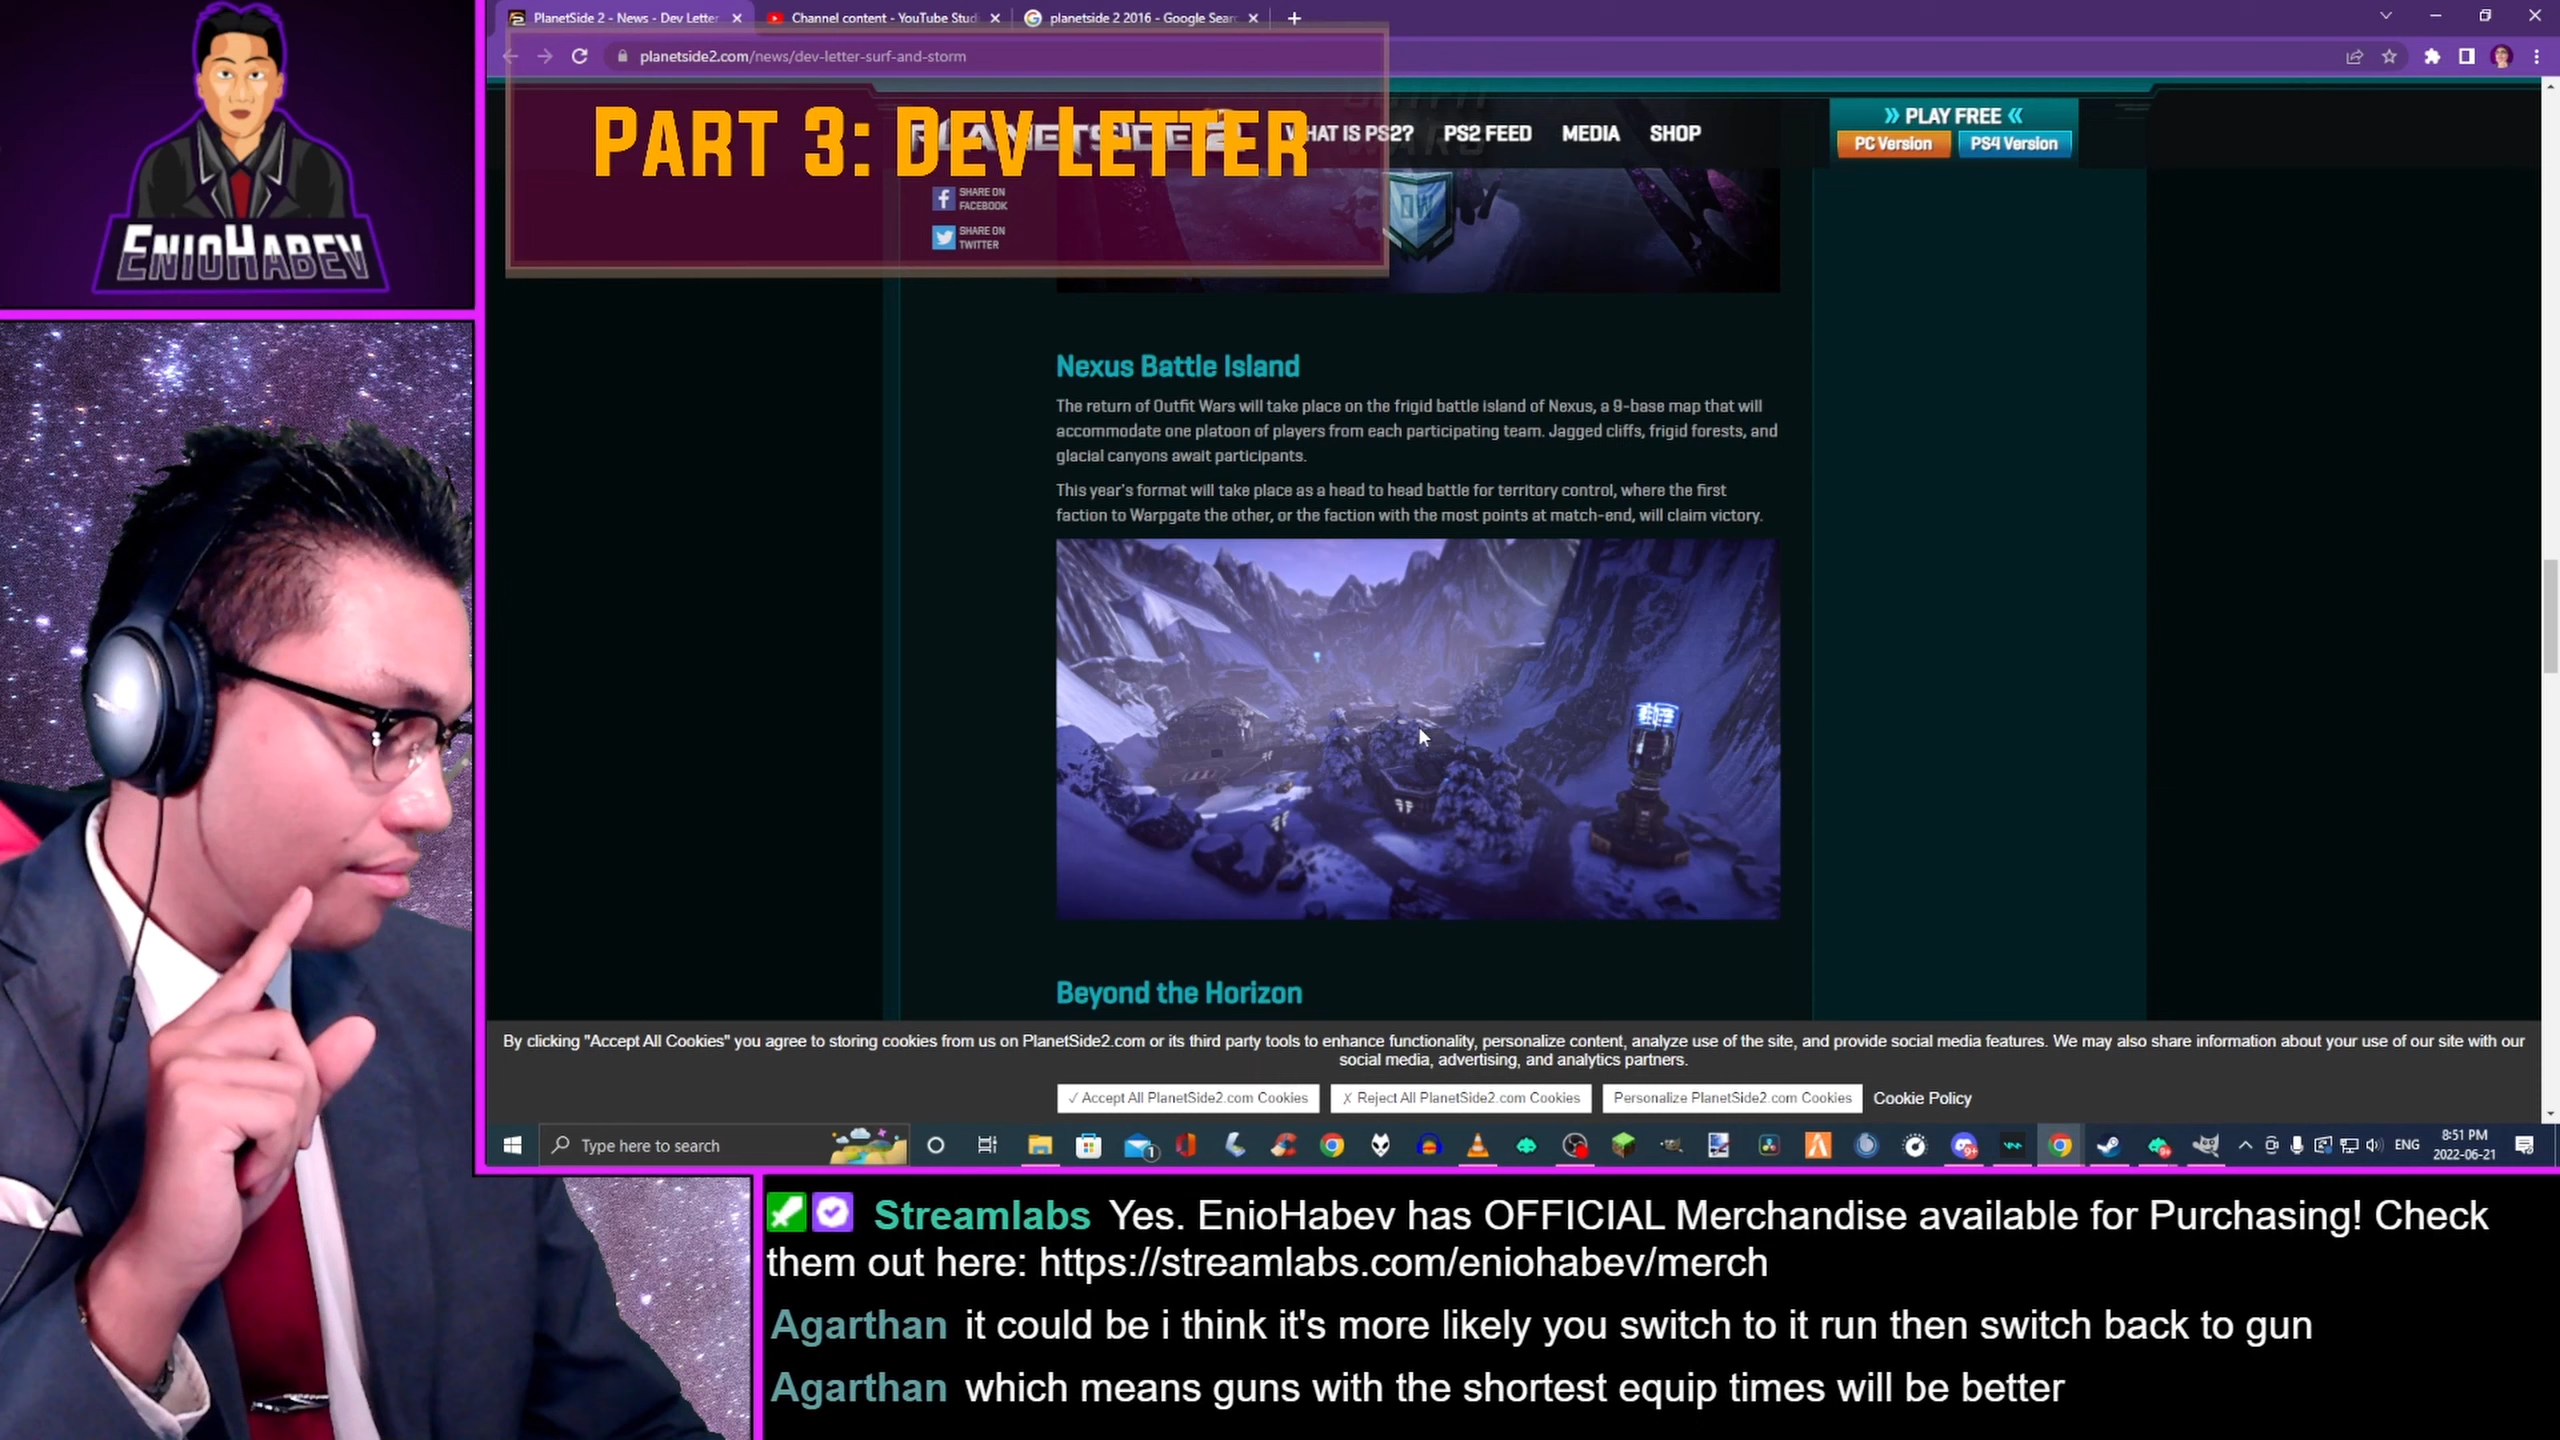 PlanetSide 2 - News - Dev Letter
Channel content - YouTube Stud
planetside 2 2016 - Google Sear
planetside2.com/news/dev-letter-surf-and-storm
PART 3: DEV LETTER
PLANETSIDE 2
WHAT IS PS2?
PS2 FEED
MEDIA
SHOP
PLAY FREE
PC Version
PS4 Version
ENIOHABEV
SHARE ON
FACEBOOK
SHARE ON
TWITTER
OW
Nexus Battle Island
The return of Outfit Wars will take place on the frigid battle island of Nexus, a 9-base map that will
accommodate one platoon of players from each participating team. Jagged cliffs, frigid forests, and
glacial canyons await participants.
This year's format will take place as a head to head battle for territory control, where the first
faction to Warpgate the other, or the faction with the most points at match-end, will claim victory.
Beyond the Horizon
By clicking "Accept All Cookies" you agree to storing cookies from us on PlanetSide2.com or its third party tools to enhance functionality, personalize content, analyze use of the site, and provide social media features. We may also share information about your use of our site with our
social media, advertising, and analytics partners.
✓ Accept All PlanetSide2.com Cookies
X Reject All PlanetSide2.com Cookies
Personalize PlanetSide2.com Cookies
Cookie Policy
Type here to search
ENG
8:51 PM
2022-06-21
Streamlabs Yes. EnioHabev has OFFICIAL Merchandise available for Purchasing! Check
them out here: https://streamlabs.com/eniohabev/merch
Agarthan it could be i think it's more likely you switch to it run then switch back to gun
Agarthan which means guns with the shortest equip times will be better